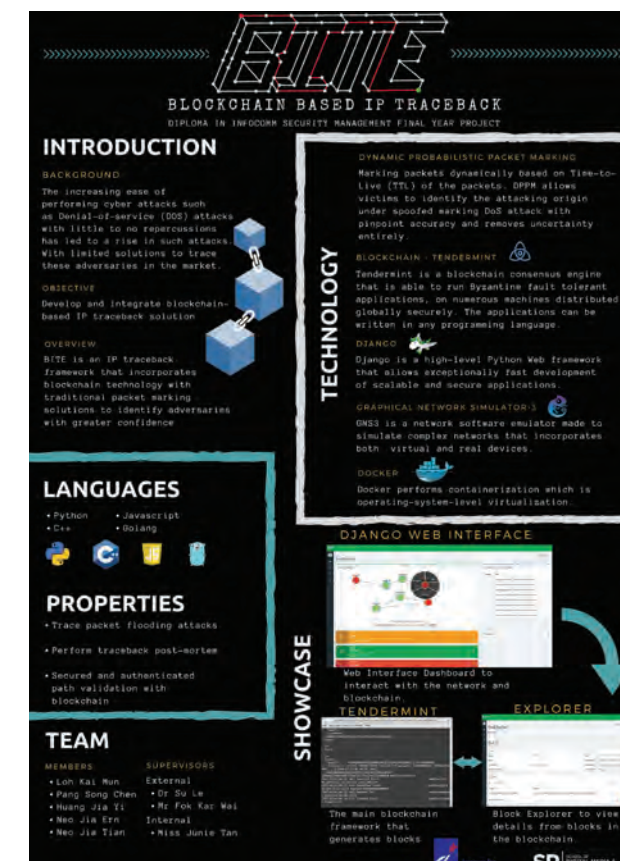 BITE
BLOCKCHAIN BASED IP TRACEBACK
DIPLOMA IN INFOCOMM SECURITY MANAGEMENT FINAL YEAR PROJECT
INTRODUCTION
BACKGROUND
The increasing ease of
performing cyber attacks such
as Denial-of-service (DOS) attacks
with little to no repercussions
has led to a rise in such attacks.
With limited solutions to trace
these adversaries in the market.
OBJECTIVE
Develop and integrate blockchain-
based IP traceback solution
OVERVIEW
BITE is an IP traceback
framework that incorporates
blockchain technology with
traditional packet marking
solutions to identify adversaries
with greater confidence
LANGUAGES
• Python
• C++
• Javascript
• Golang
PROPERTIES
• Trace packet flooding attacks
• Perform traceback post-mortem
• Secured and authenticated
path validation with
blockchain
TEAM
MEMBERS
• Loh Kai Mun
• Pang Song Chen
• Huang Jia Yi
• Neo Jia Ern
• Neo Jia Tian
SUPERVISORS
External
• Dr Su Le
• Mr Fok Kar Wai
Internal
• Miss Junie Tan
TECHNOLOGY
DYNAMIC PROBABILISTIC PACKET MARKING
Marking packets dynamically based on Time-to-
Live (TTL) of the packets. DPPM allows
victims to identify the attacking origin
under spoofed marking DoS attack with
pinpoint accuracy and removes uncertainty
entirely.
BLOCKCHAIN - TENDERMINT
Tendermint is a blockchain consensus engine
that is able to run Byzantine fault tolerant
applications, on numerous machines distributed
globally securely. The applications can be
written in any programming language.
DJANGO
Django is a high-level Python Web framework
that allows exceptionally fast development
of scalable and secure applications.
GRAPHICAL NETWORK SIMULATOR-3
GNS3 is a network software emulator made to
simulate complex networks that incorporates
both virtual and real devices.
DOCKER
Docker performs containerization which is
operating-system-level virtualization.
SHOWCASE
DJANGO WEB INTERFACE
Web Interface Dashboard to
interact with the network and
blockchain.
TENDERMINT
The main blockchain
framework that
generates blocks
EXPLORER
Block Explorer to view
details from blocks in
the blockchain.
SP